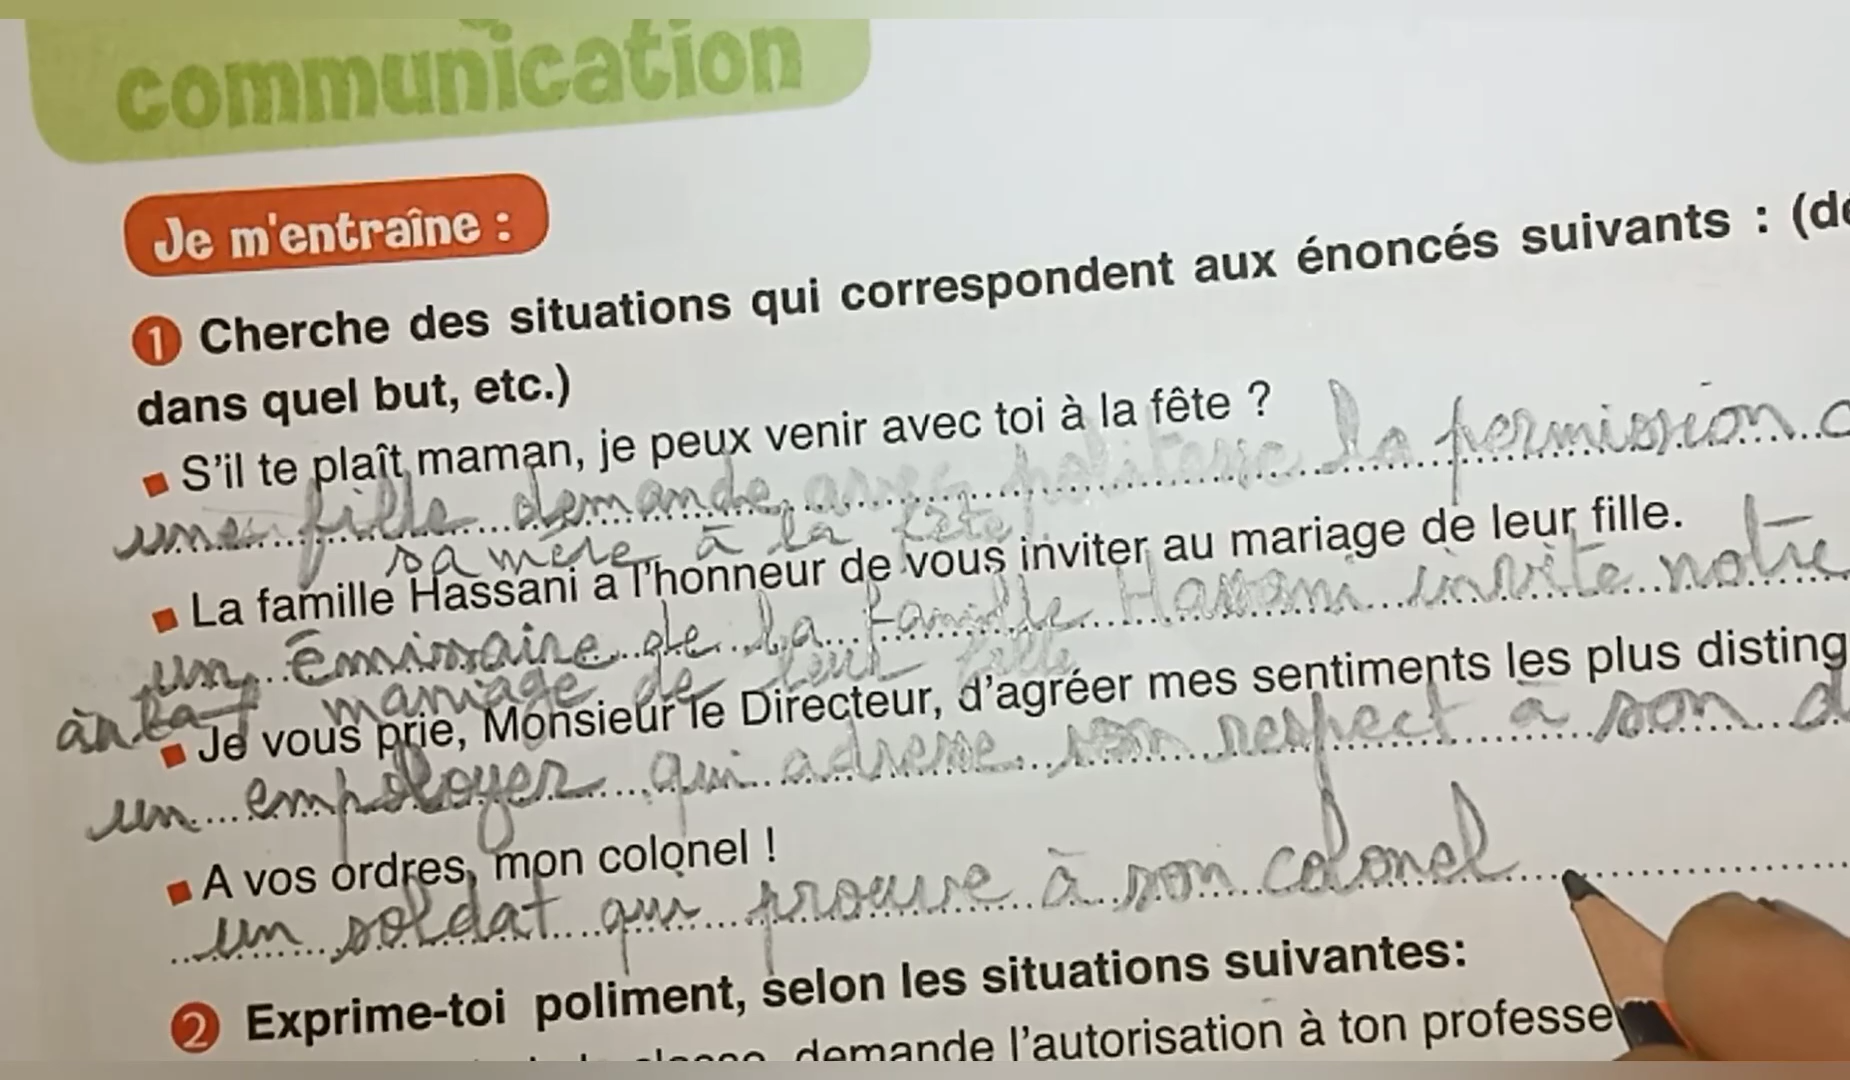 communication
Je m'entraîne :
1 Cherche des situations qui correspondent aux énoncés suivants : (de
dans quel but, etc.)
S'il te plaît maman, je peux venir avec toi à la fête ?
une fille demande avec politesse la permission
sa mère à la fête
La famille Hassani a l'honneur de vous inviter au mariage de leur fille.
un émissaire de la famille Hassani invite notre
mariage de leur fille
Je vous prie, Monsieur le Directeur, d'agréer mes sentiments les plus disting
un employer qui adresse son respect à son d
A vos ordres, mon colonel !
un soldat qui prouve à son colonel
2 Exprime-toi poliment, selon les situations suivantes:
demande l'autorisation à ton professe